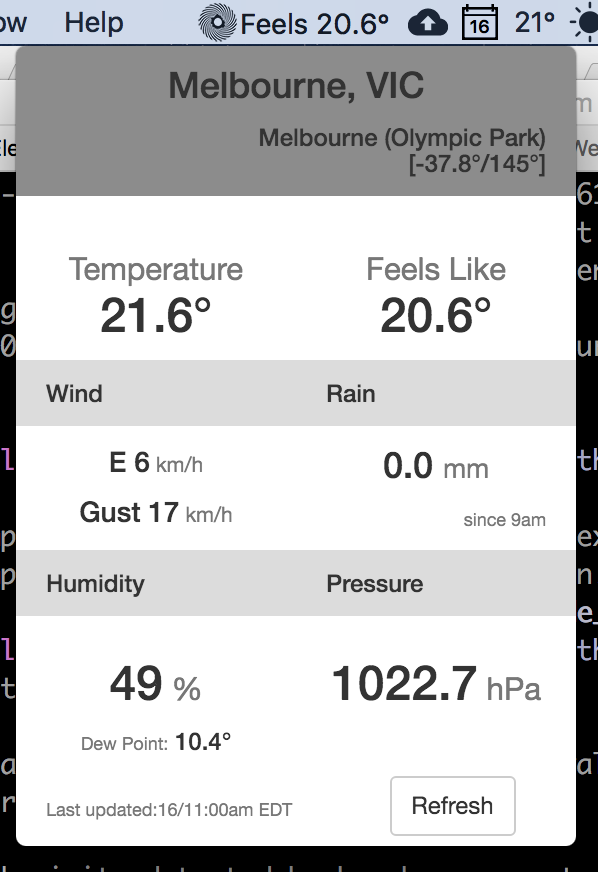 ow Help Feels 20.6° 16 21°
Melbourne, VIC
Melbourne (Olympic Park)
[-37.8°/145°]
Temperature Feels Like
21.6° 20.6°
Wind Rain
E 6 km/h 0.0 mm
Gust 17 km/h since 9am
Humidity Pressure
49 % 1022.7 hPa
Dew Point: 10.4°
Last updated:16/11:00am EDT Refresh